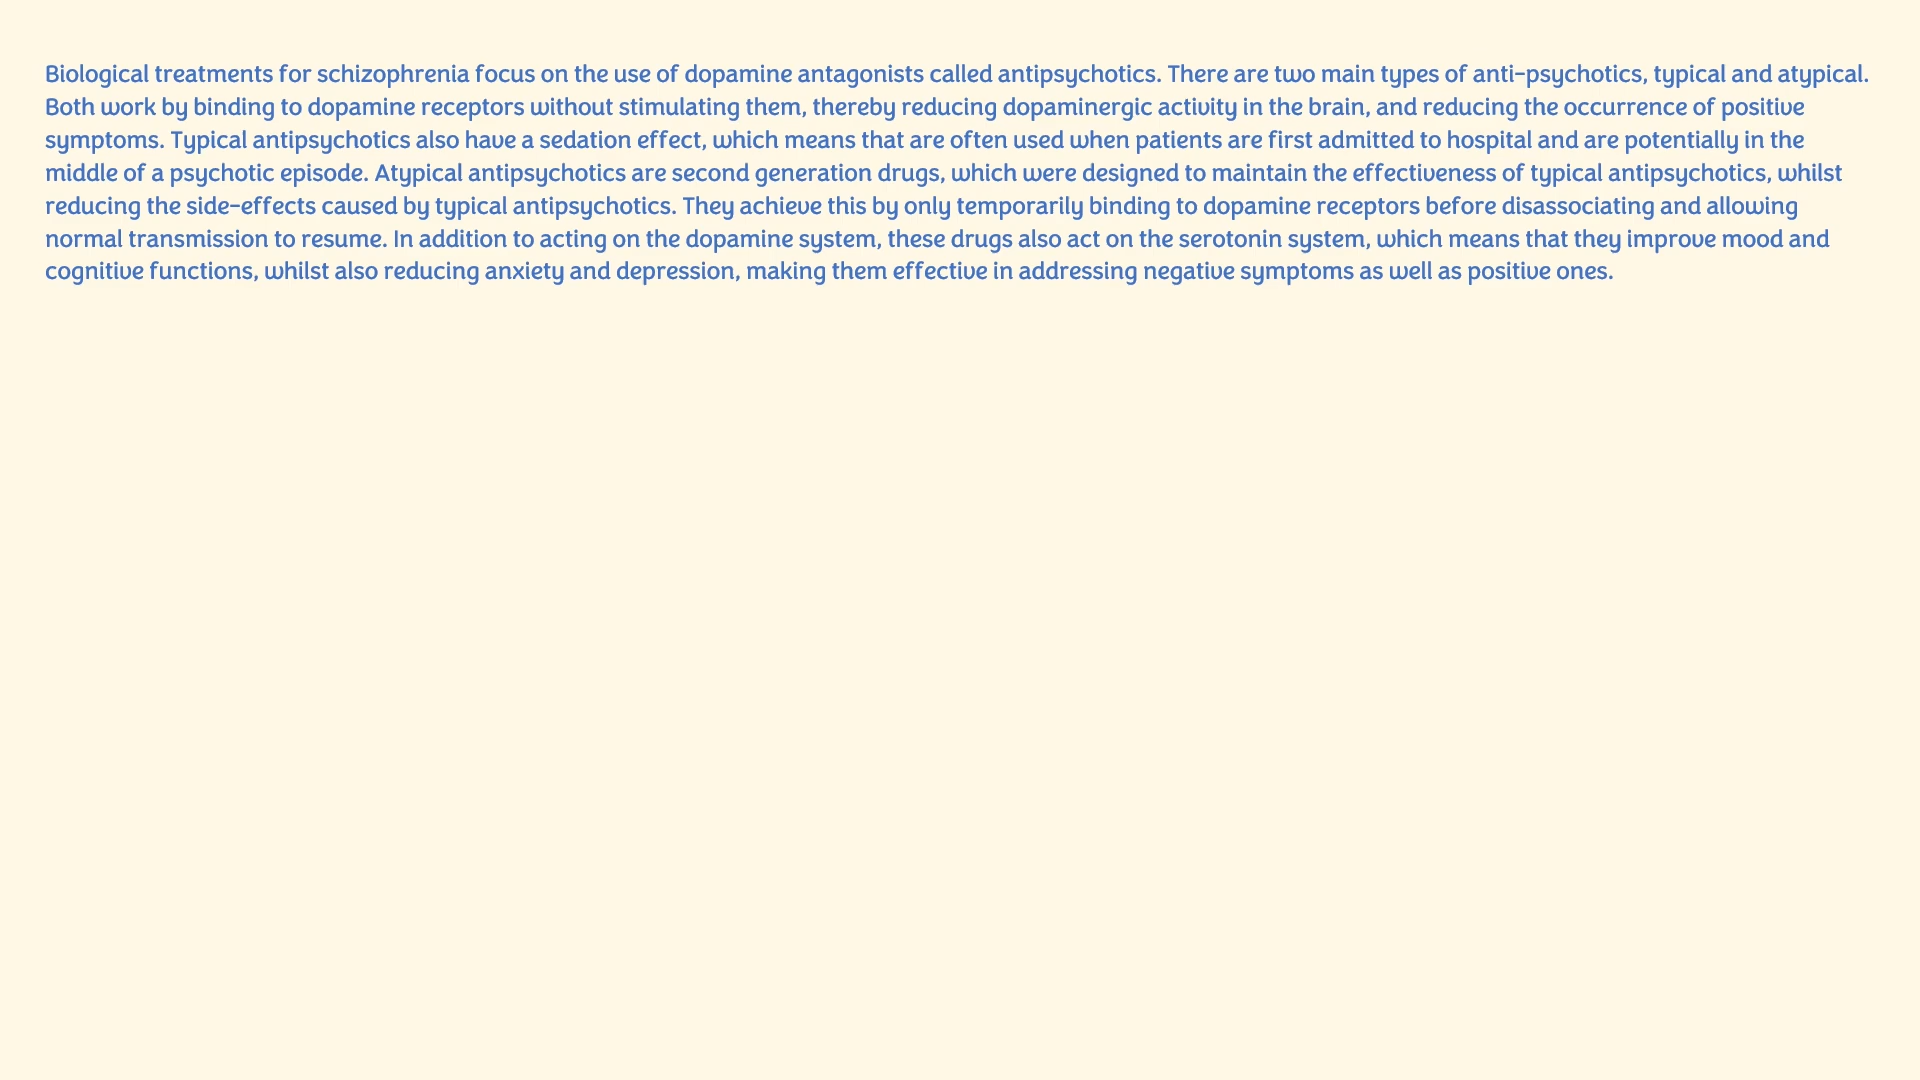 Biological treatments for schizophrenia focus on the use of dopamine antagonists called antipsychotics. There are two main types of anti-psychotics, typical and atypical.
Both work by binding to dopamine receptors without stimulating them, thereby reducing dopaminergic activity in the brain, and reducing the occurrence of positive
symptoms. Typical antipsychotics also have a sedation effect, which means that are often used when patients are first admitted to hospital and are potentially in the
middle of a psychotic episode. Atypical antipsychotics are second generation drugs, which were designed to maintain the effectiveness of typical antipsychotics, whilst
reducing the side-effects caused by typical antipsychotics. They achieve this by only temporarily binding to dopamine receptors before disassociating and allowing
normal transmission to resume. In addition to acting on the dopamine system, these drugs also act on the serotonin system, which means that they improve mood and
cognitive functions, whilst also reducing anxiety and depression, making them effective in addressing negative symptoms as well as positive ones.